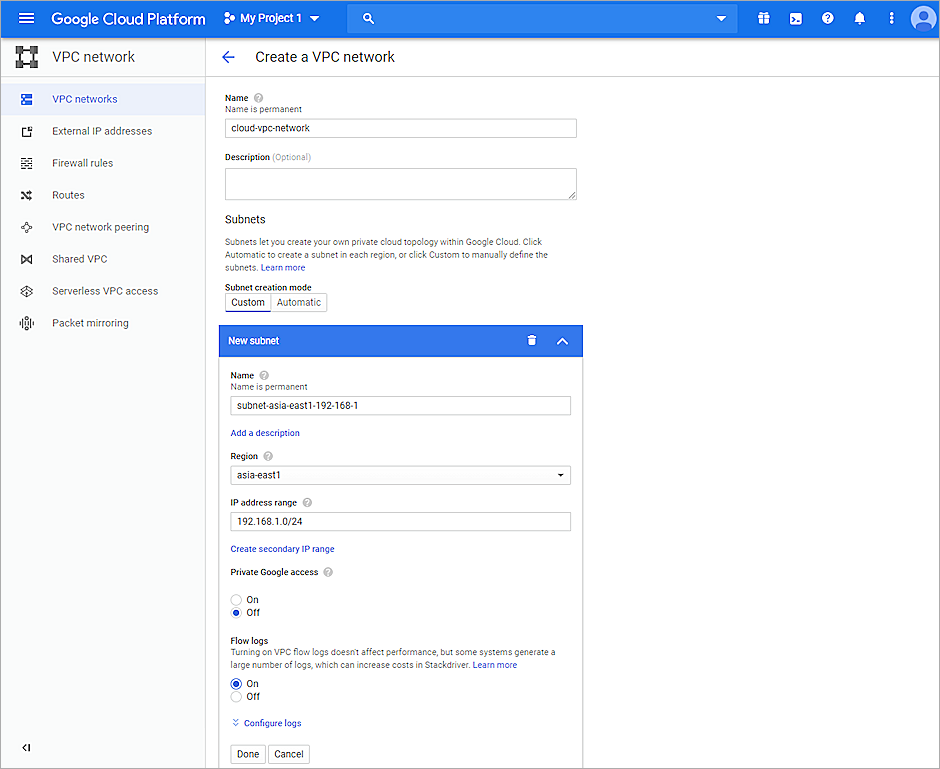 Google Cloud Platform
My Project 1
VPC network
Create a VPC network
VPC networks
External IP addresses
Firewall rules
Routes
VPC network peering
Shared VPC
Serverless VPC access
Packet mirroring
Name
Name is permanent
cloud-vpc-network
Description (Optional)
Subnets
Subnets let you create your own private cloud topology within Google Cloud. Click
Automatic to create a subnet in each region, or click Custom to manually define the
subnets. Learn more
Subnet creation mode
Custom Automatic
New subnet
Name
Name is permanent
subnet-asia-east1-192-168-1
Add a description
Region
asia-east1
IP address range
192.168.1.0/24
Create secondary IP range
Private Google access
On
Off
Flow logs
Turning on VPC flow logs doesn't affect performance, but some systems generate a
large number of logs, which can increase costs in Stackdriver. Learn more
On
Off
Configure logs
Done Cancel